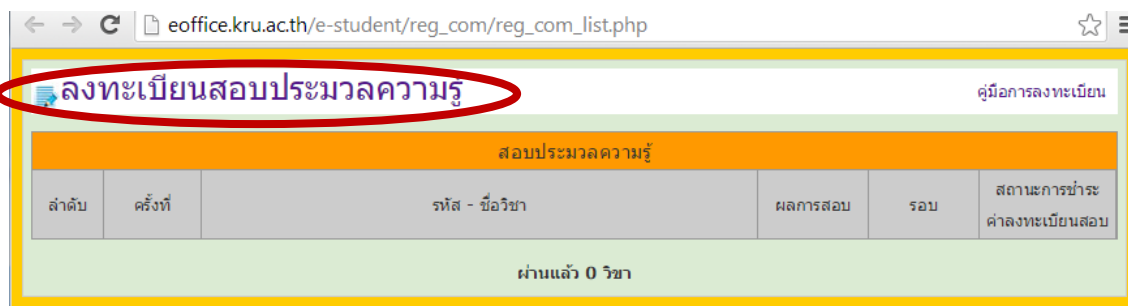 eoffice.kru.ac.th/e-student/reg_com/reg_com_list.php
ลงทะเบียนสอบประมวลความรู้
คู่มือการลงทะเบียน
สอบประมวลความรู้
ลำดับ ครั้งที่ รหัส - ชื่อวิชา ผลการสอบ รอบ สถานะการชำระ
ค่าลงทะเบียนสอบ
ผ่านแล้ว 0 วิขา